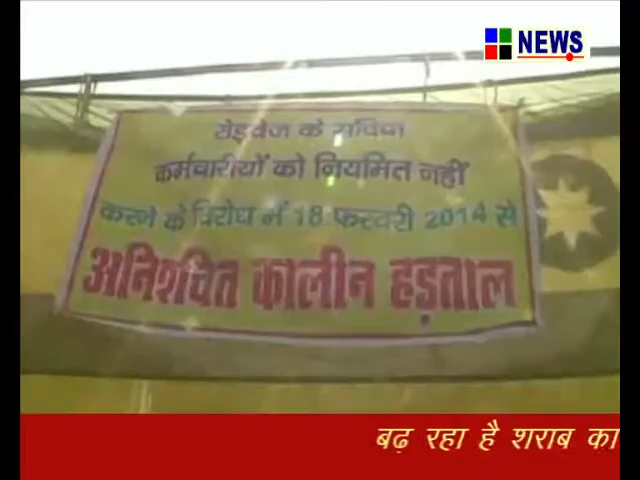 NEWS
रोडवेज के संविदा
कर्मचारीयों को नियमित नहीं
करने के विरोध में 18 फरवरी 2014 से
अनिश्चित कालीन हड़ताल
बढ़ रहा है शराब का